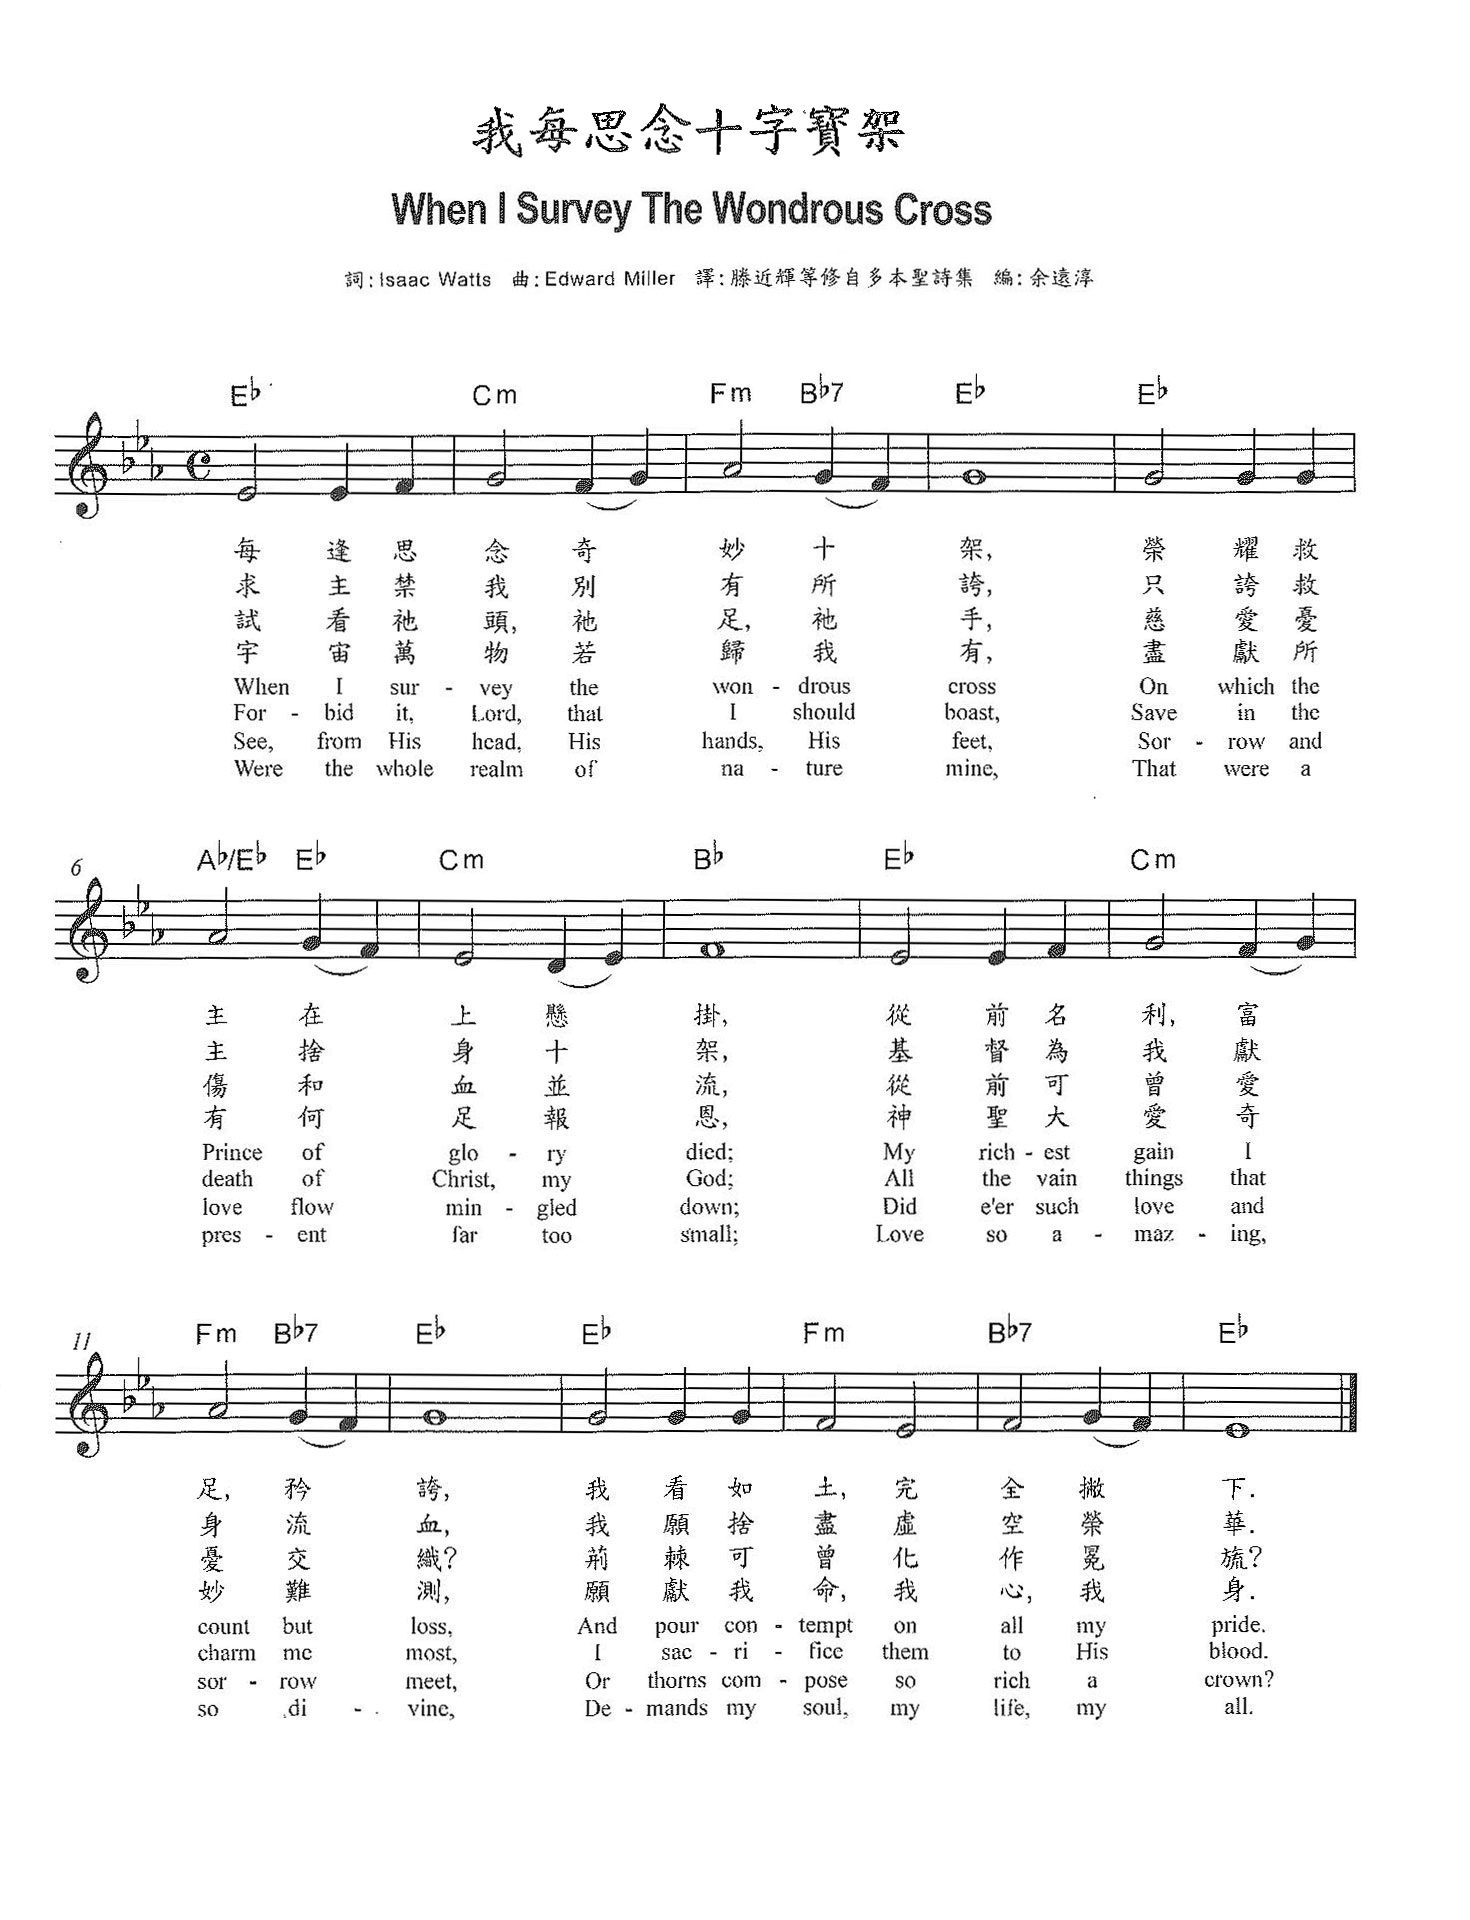 我每思念十字寶架
When I Survey The Wondrous Cross
詞: Isaac Watts 曲: Edward Miller 譯: 滕近輝等修自多本聖詩集 編: 余遠淳
E♭ Cm Fm B♭7 E♭ E♭
每 逢 思 念 奇 妙 十 架, 榮 耀 救
求 主 禁 我 別 有 所 誇, 只 誇 救
試 看 祂 頭, 祂 足, 祂 手, 慈 愛 憂
宇 宙 萬 物 若 歸 我 有, 盡 獻 所
When I sur - vey the won - drous cross On which the
For - bid it, Lord, that I should boast, Save in the
See, from His head, His hands, His feet, Sor - row and
Were the whole realm of na - ture mine, That were a
6 A♭/E♭ E♭ Cm B♭ E♭ Cm
主 在 上 懸 掛, 從 前 名 利, 富
主 捨 身 十 架, 基 督 為 我 獻
傷 和 血 並 流, 從 前 可 曾 愛
有 何 足 報 恩, 神 聖 大 愛 奇
Prince of glo - ry died; My rich - est gain I
death of Christ, my God; All the vain things that
love flow min - gled down; Did e'er such love and
pres - ent far too small; Love so a - maz - ing,
11 Fm B♭7 E♭ E♭ Fm B♭7 E♭
足, 矜 誇, 我 看 如 土, 完 全 撇 下.
身 流 血, 我 願 捨 盡 虛 空 榮 華.
憂 交 織? 荊 棘 可 曾 化 作 冕 旒?
妙 難 測, 願 獻 我 命, 我 心, 我 身.
count but loss, And pour con - tempt on all my pride.
charm me most, I sac - ri - fice them to His blood.
sor - row meet, Or thorns com - pose so rich a crown?
so di - vine, De - mands my soul, my life, my all.